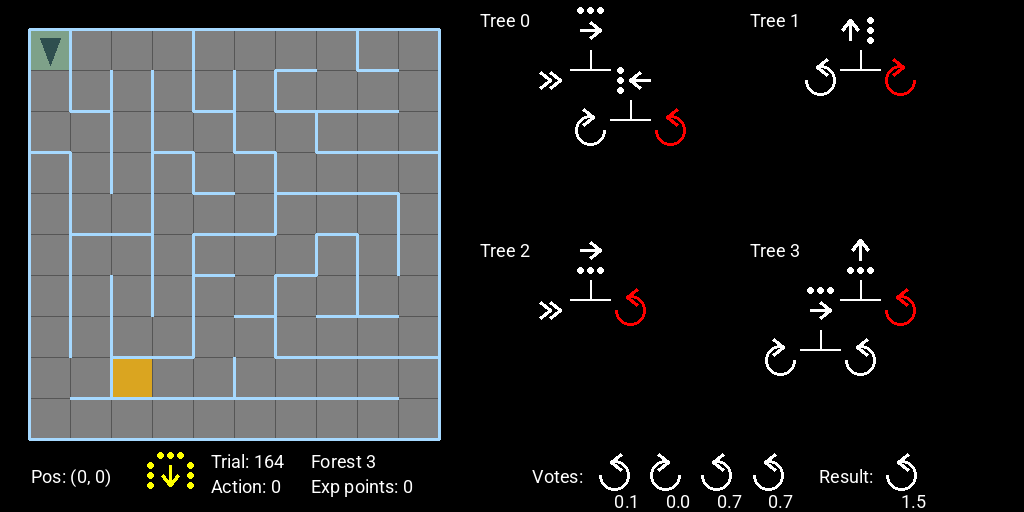 Tree 0
Tree 1
Tree 2
Tree 3
Pos: (0, 0)
Trial: 164
Forest 3
Action: 0
Exp points: 0
Votes:
0.1
0.0
0.7
0.7
Result:
1.5